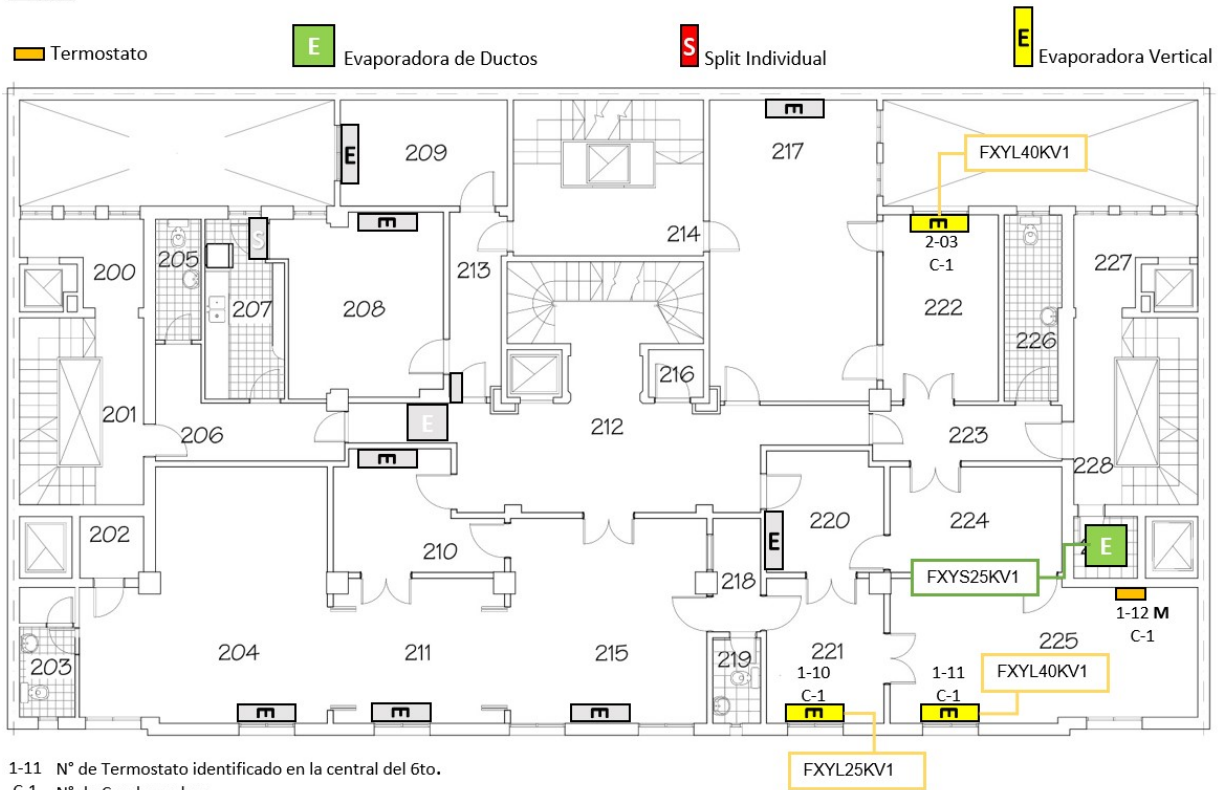 Termostato
E Evaporadora de Ductos
S Split Individual
E Evaporadora Vertical
E
E
217
FXYL40KV1
E
209
E
E
S
214
2-03
C-1
200
205
213
227
207
208
222
226
216
201
E
212
206
223
E
228
202
210
E
220
224
E
218
FXYS25KV1
1-12 M
C-1
203
204
211
215
219
221
225
1-10
C-1
1-11
C-1
FXYL40KV1
E
E
E
E
E
FXYL25KV1
1-11 N° de Termostato identificado en la central del 6to.